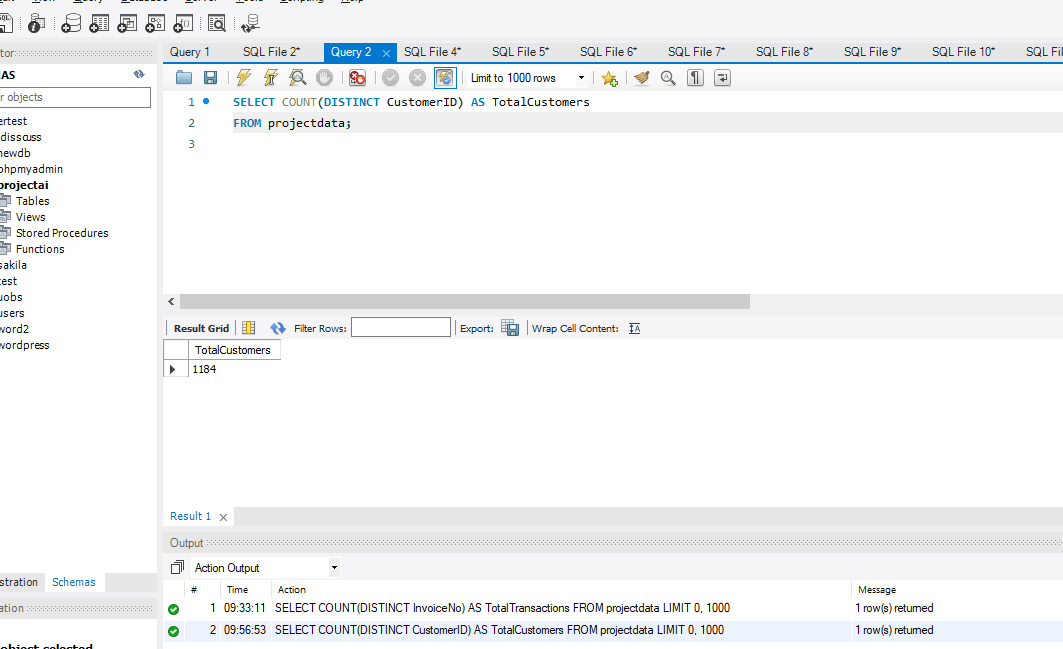 Query 1 SQL File 2* Query 2 SQL File 4* SQL File 5* SQL File 6* SQL File 7* SQL File 8* SQL File 9* SQL File 10* SQL Fi
Limit to 1000 rows
1 SELECT COUNT(DISTINCT CustomerID) AS TotalCustomers
2 FROM projectdata;
3
AS
r objects
ertest
disscuss
newdb
phpmyadmin
projectai
Tables
Views
Stored Procedures
Functions
sakila
test
uobs
users
word2
wordpress
Result Grid Filter Rows: Export: Wrap Cell Content:
TotalCustomers
1184
Result 1
Output
Action Output
# Time Action Message
1 09:33:11 SELECT COUNT(DISTINCT InvoiceNo) AS TotalTransactions FROM projectdata LIMIT 0, 1000 1 row(s) returned
2 09:56:53 SELECT COUNT(DISTINCT CustomerID) AS TotalCustomers FROM projectdata LIMIT 0, 1000 1 row(s) returned
stration Schemas
ation
object selected